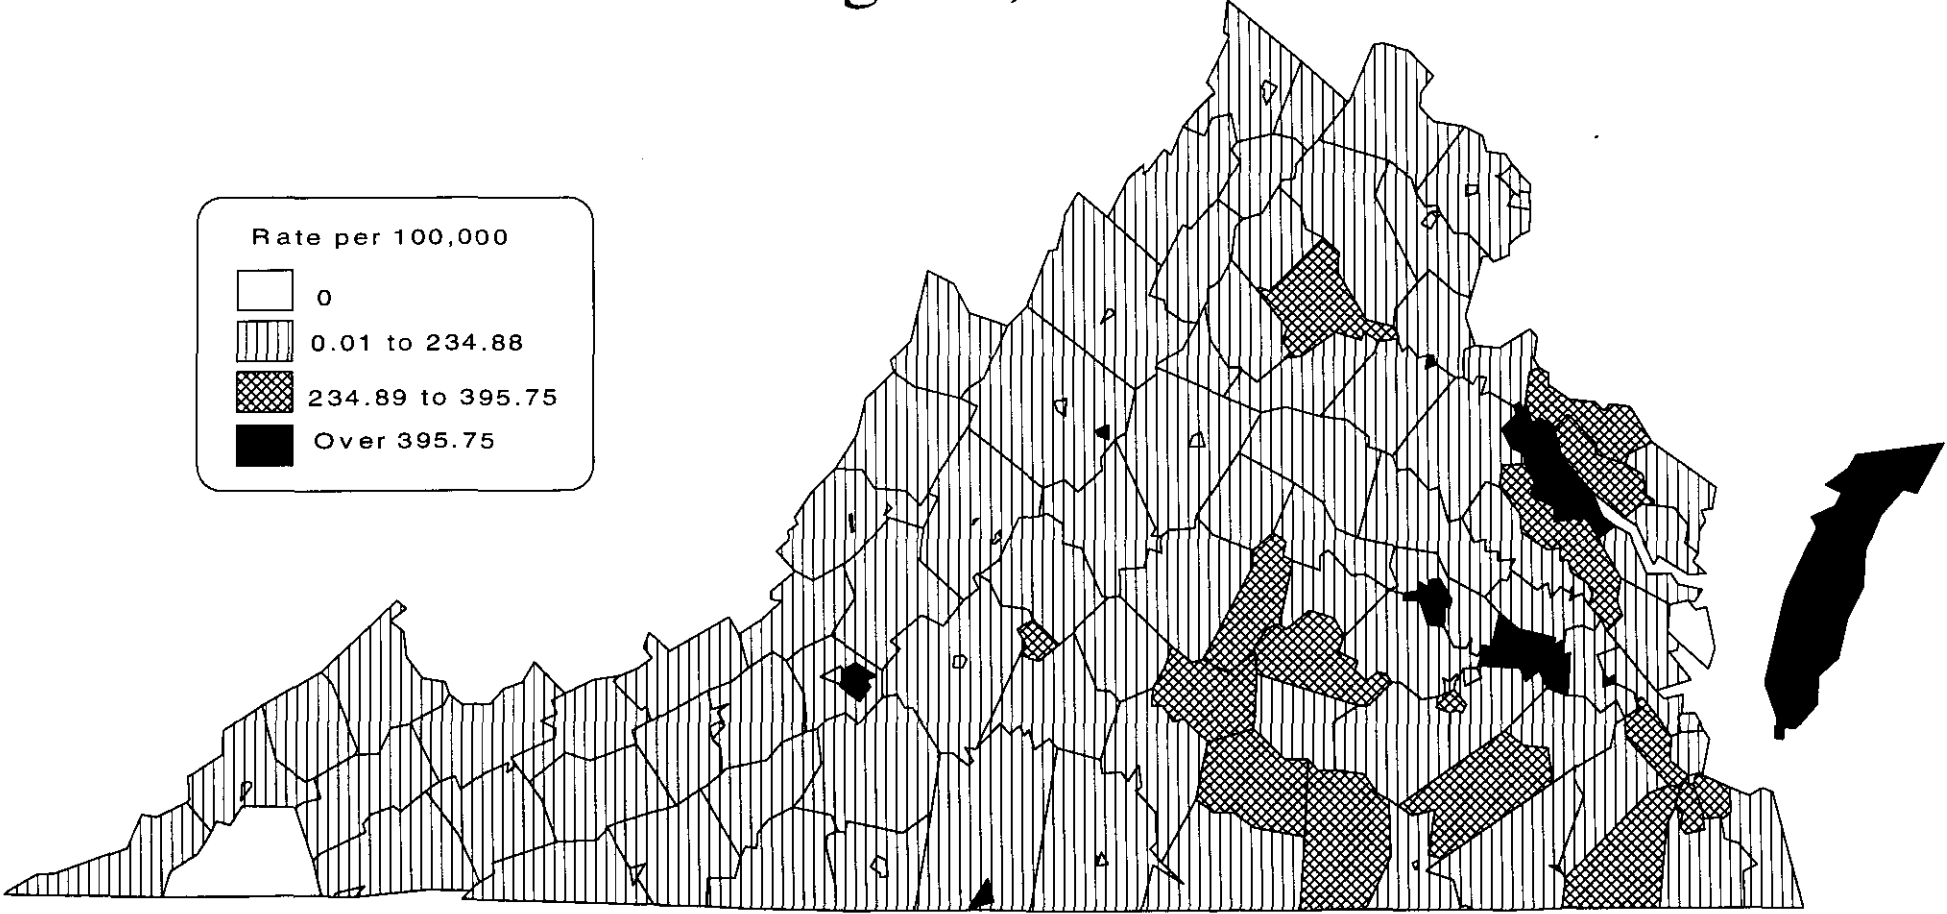 Rate per 100,000
0
0.01 to 234.88
234.89 to 395.75
Over 395.75